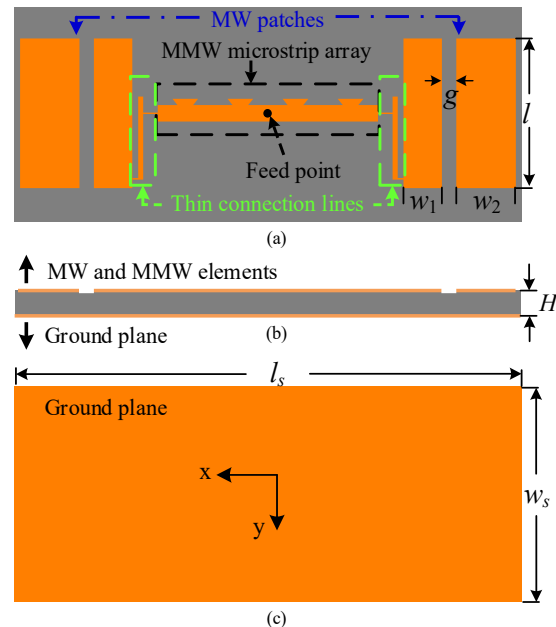 MW patches
MMW microstrip array
g
l
Feed point
Thin connection lines
w₁
w₂
(a)
MW and MMW elements
H
Ground plane
(b)
lₛ
Ground plane
x
y
wₛ
(c)